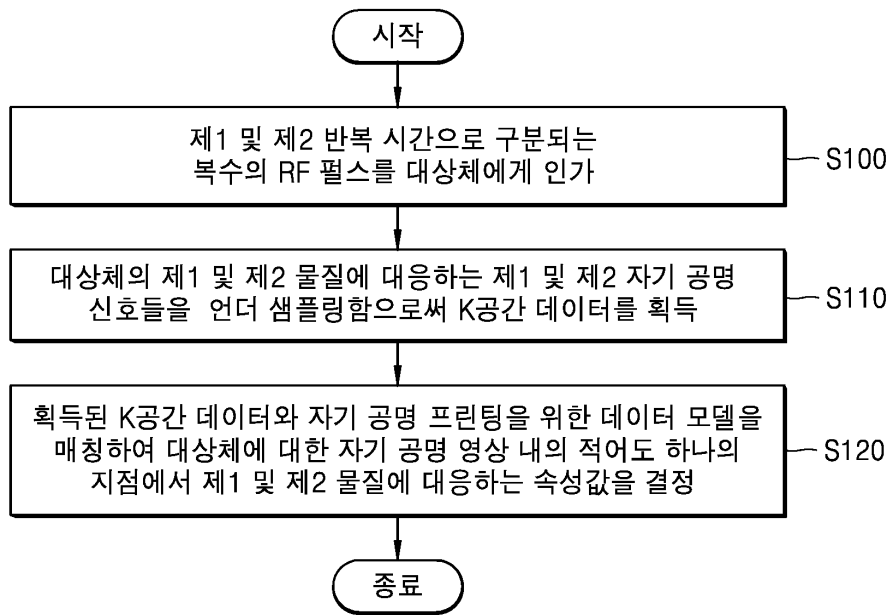 시작
제1 및 제2 반복 시간으로 구분되는
복수의 RF 펄스를 대상체에게 인가
S100
대상체의 제1 및 제2 물질에 대응하는 제1 및 제2 자기 공명
신호들을 언더 샘플링함으로써 K공간 데이터를 획득
S110
획득된 K공간 데이터와 자기 공명 프린팅을 위한 데이터 모델을
매칭하여 대상체에 대한 자기 공명 영상 내의 적어도 하나의
지점에서 제1 및 제2 물질에 대응하는 속성값을 결정
S120
종료